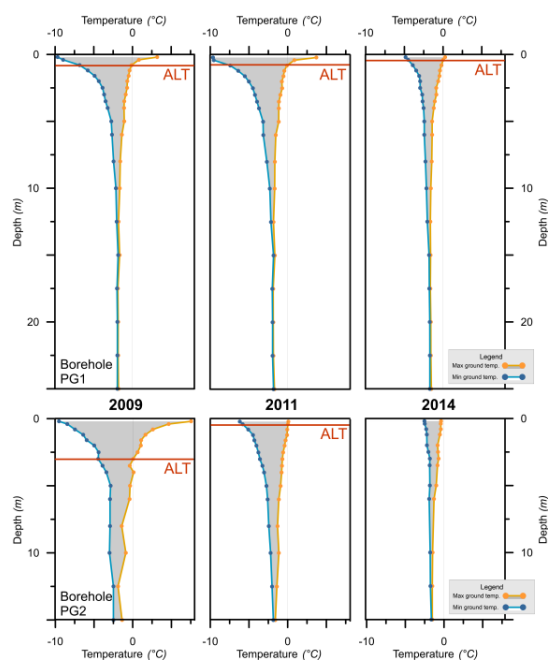 Temperature (°C) Temperature (°C) Temperature (°C)
-10 0 -10 0 -10 0
0 0
ALT ALT ALT
Depth (m) 10 10 Depth (m)
20 20
Legend
Max ground temp.
Min ground temp.
Borehole
PG1
2009 2011 2014
0 0
ALT ALT
Depth (m) Depth (m)
10 10
Legend
Max ground temp.
Min ground temp.
Borehole
PG2
-10 0 -10 0 -10 0
Temperature (°C) Temperature (°C) Temperature (°C)